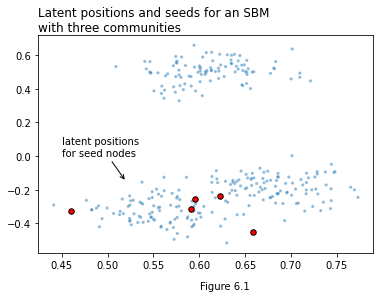 Latent positions and seeds for an SBM
with three communities
0.6
0.4
0.2
0.0
−0.2
−0.4
latent positions
for seed nodes
0.45 0.50 0.55 0.60 0.65 0.70 0.75
Figure 6.1